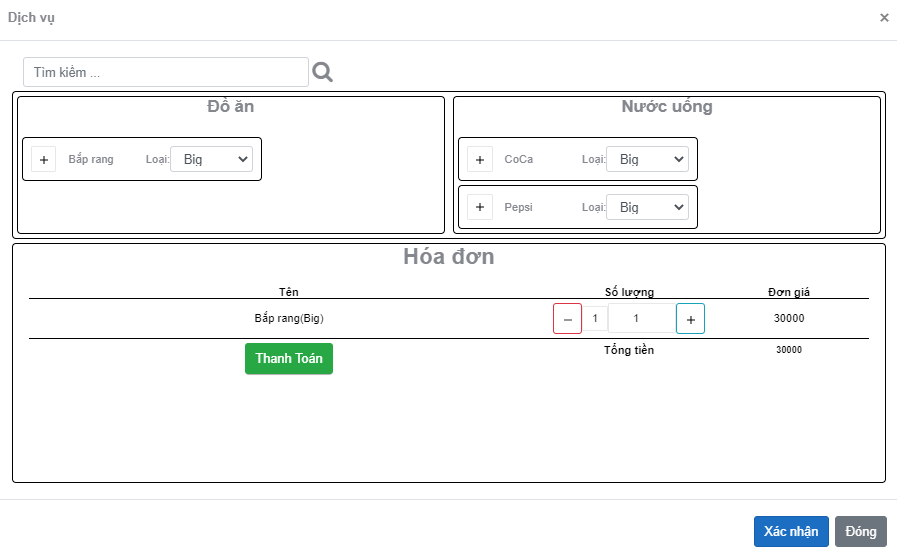 Dịch vụ ×
Tìm kiếm ...
Đồ ăn Nước uống
+ Bắp rang Loại: Big + CoCa Loại: Big
+ Pepsi Loại: Big
Hóa đơn
Tên Số lượng Đơn giá
Bắp rang(Big) − 1 1 + 30000
Thanh Toán Tổng tiền 30000
Xác nhận Đóng